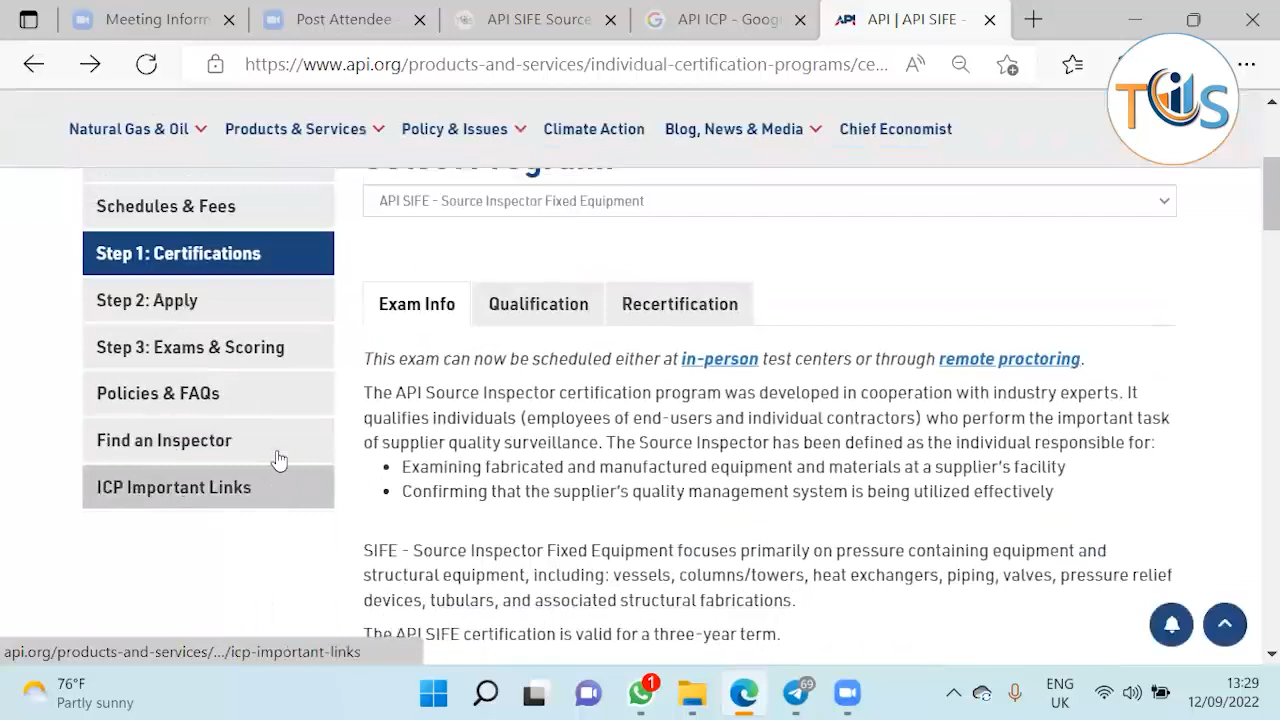 Meeting Inform
Post Attendee
API SIFE Source
API ICP - Goog
API | API SIFE -
https://www.api.org/products-and-services/individual-certification-programs/ce...
TIS
Natural Gas & Oil
Products & Services
Policy & Issues
Climate Action
Blog, News & Media
Chief Economist
Schedules & Fees
Step 1: Certifications
Step 2: Apply
Step 3: Exams & Scoring
Policies & FAQs
Find an Inspector
ICP Important Links
API SIFE - Source Inspector Fixed Equipment
Exam Info
Qualification
Recertification
This exam can now be scheduled either at in-person test centers or through remote proctoring.
The API Source Inspector certification program was developed in cooperation with industry experts. It
qualifies individuals (employees of end-users and individual contractors) who perform the important task
of supplier quality surveillance. The Source Inspector has been defined as the individual responsible for:
• Examining fabricated and manufactured equipment and materials at a supplier's facility
• Confirming that the supplier's quality management system is being utilized effectively
SIFE - Source Inspector Fixed Equipment focuses primarily on pressure containing equipment and
structural equipment, including: vessels, columns/towers, heat exchangers, piping, valves, pressure relief
devices, tubulars, and associated structural fabrications.
The API SIFE certification is valid for a three-year term.
api.org/products-and-services/.../icp-important-links
76°F
Partly sunny
1
69
ENG
UK
13:29
12/09/2022